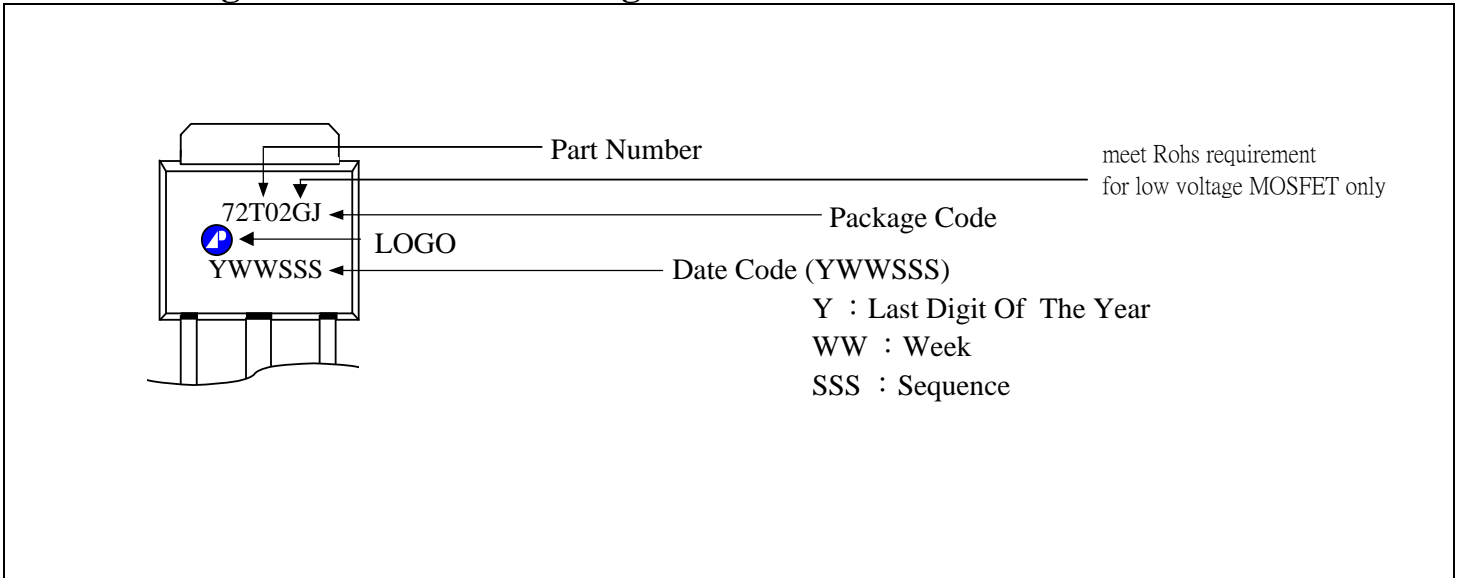 Part Number
meet Rohs requirement
for low voltage MOSFET only
72T02GJ
Package Code
LOGO
YWWSSS
Date Code (YWWSSS)
Y ：Last Digit Of The Year
WW ：Week
SSS ：Sequence